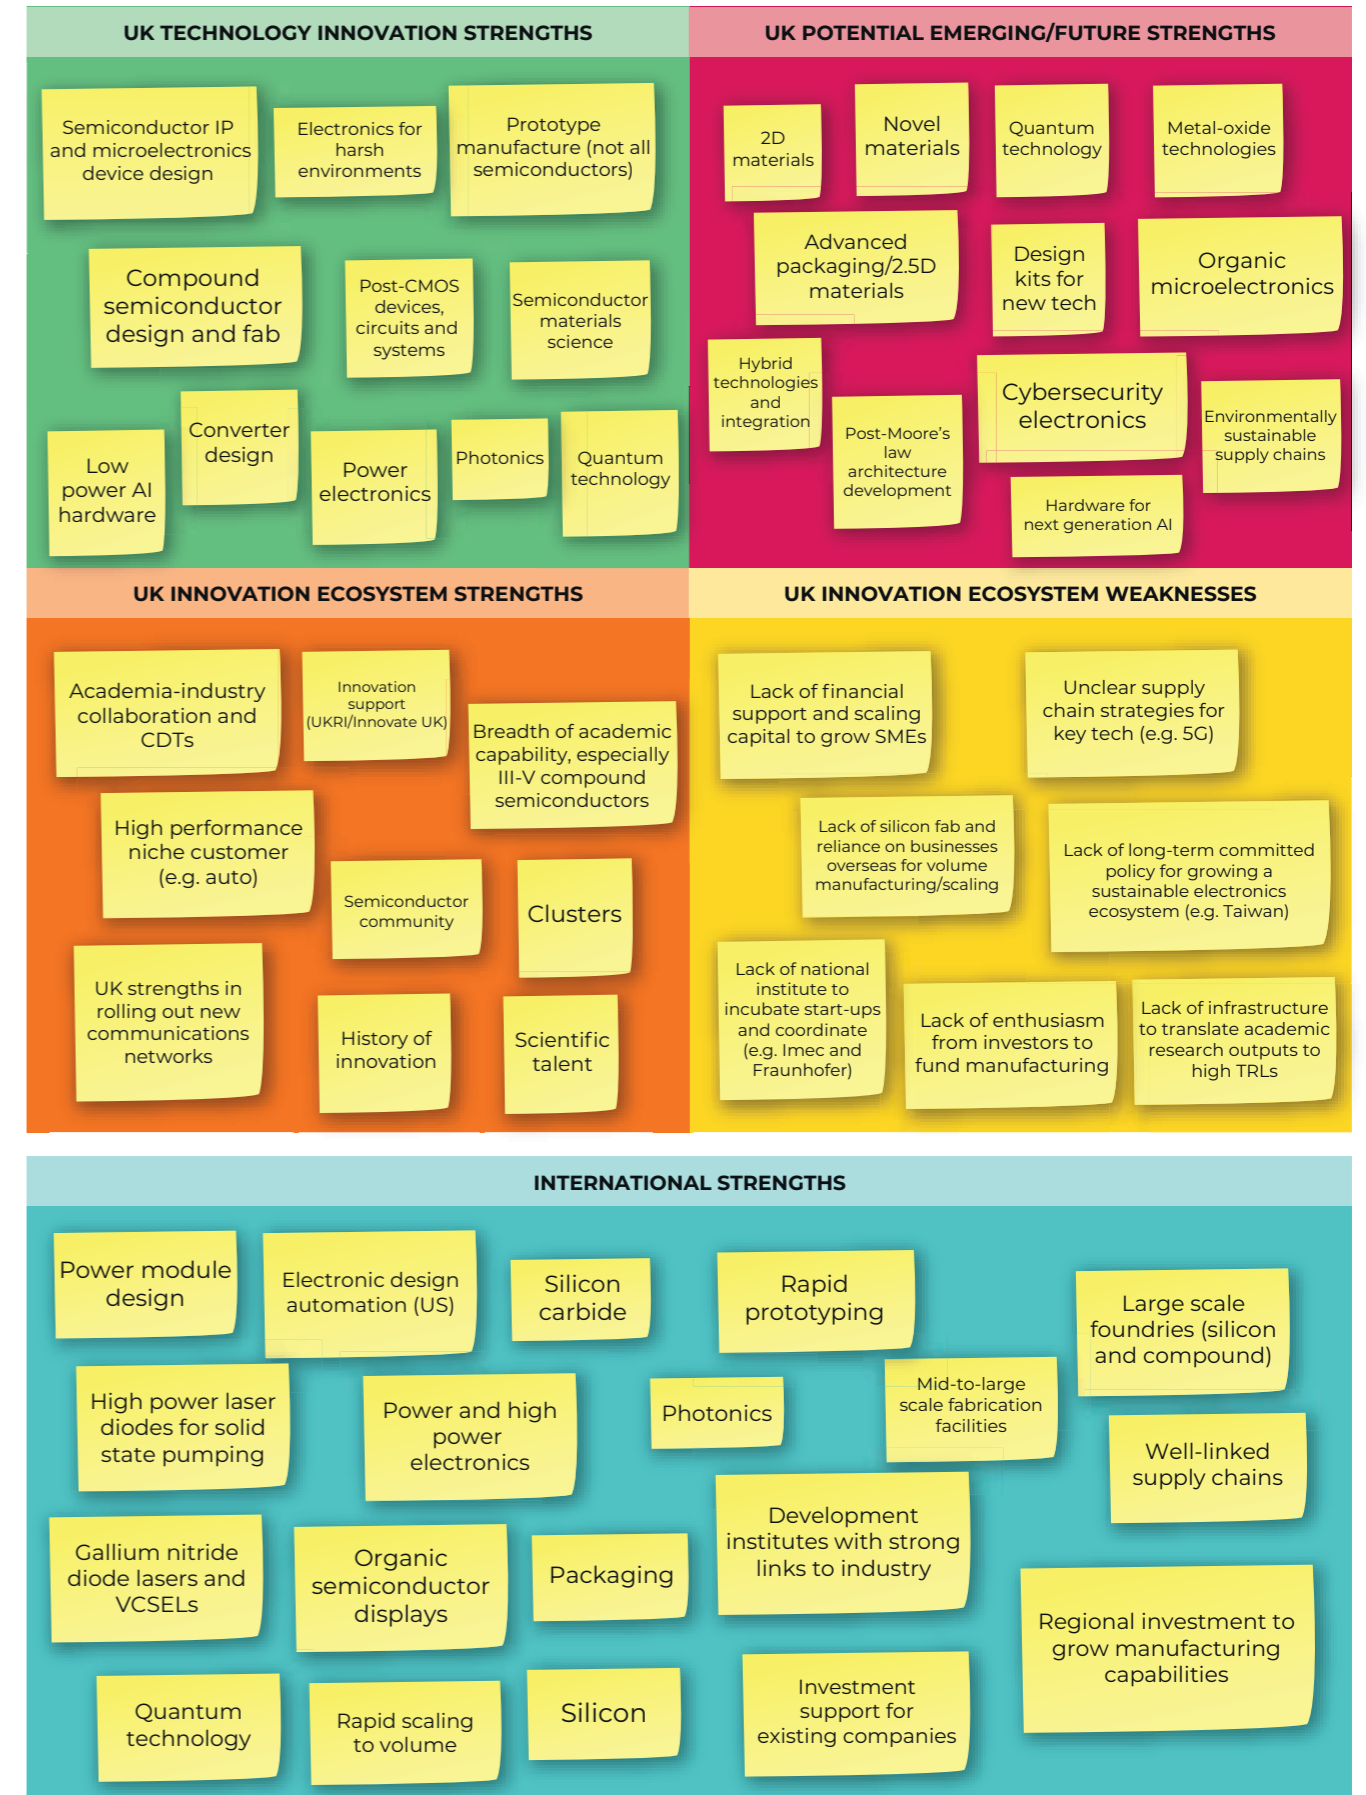 UK TECHNOLOGY INNOVATION STRENGTHS
Semiconductor IP
and microelectronics
device design
Electronics for
harsh
environments
Prototype
manufacture (not all
semiconductors)
Compound
semiconductor
design and fab
Post-CMOS
devices,
circuits and
systems
Semiconductor
materials
science
Low
power AI
hardware
Converter
design
Power
electronics
Photonics
Quantum
technology
UK POTENTIAL EMERGING/FUTURE STRENGTHS
2D
materials
Novel
materials
Quantum
technology
Metal-oxide
technologies
Advanced
packaging/2.5D
materials
Design
kits for
new tech
Organic
microelectronics
Hybrid
technologies
and
integration
Post-Moore’s
law
architecture
development
Cybersecurity
electronics
Environmentally
sustainable
supply chains
Hardware for
next generation AI
UK INNOVATION ECOSYSTEM STRENGTHS
Academia-industry
collaboration and
CDTs
Innovation
support
(UKRI/Innovate UK)
Breadth of academic
capability, especially
III-V compound
semiconductors
High performance
niche customer
(e.g. auto)
Semiconductor
community
Clusters
UK strengths in
rolling out new
communications
networks
History of
innovation
Scientific
talent
UK INNOVATION ECOSYSTEM WEAKNESSES
Lack of financial
support and scaling
capital to grow SMEs
Unclear supply
chain strategies for
key tech (e.g. 5G)
Lack of silicon fab and
reliance on businesses
overseas for volume
manufacturing/scaling
Lack of long-term committed
policy for growing a
sustainable electronics
ecosystem (e.g. Taiwan)
Lack of national
institute to
incubate start-ups
and coordinate
(e.g. Imec and
Fraunhofer)
Lack of enthusiasm
from investors to
fund manufacturing
Lack of infrastructure
to translate academic
research outputs to
high TRLs
INTERNATIONAL STRENGTHS
Power module
design
Electronic design
automation (US)
Silicon
carbide
Rapid
prototyping
Large scale
foundries (silicon
and compound)
High power laser
diodes for solid
state pumping
Power and high
power
electronics
Photonics
Mid-to-large
scale fabrication
facilities
Well-linked
supply chains
Gallium nitride
diode lasers and
VCSELs
Organic
semiconductor
displays
Packaging
Development
institutes with strong
links to industry
Regional investment to
grow manufacturing
capabilities
Quantum
technology
Rapid scaling
to volume
Silicon
Investment
support for
existing companies